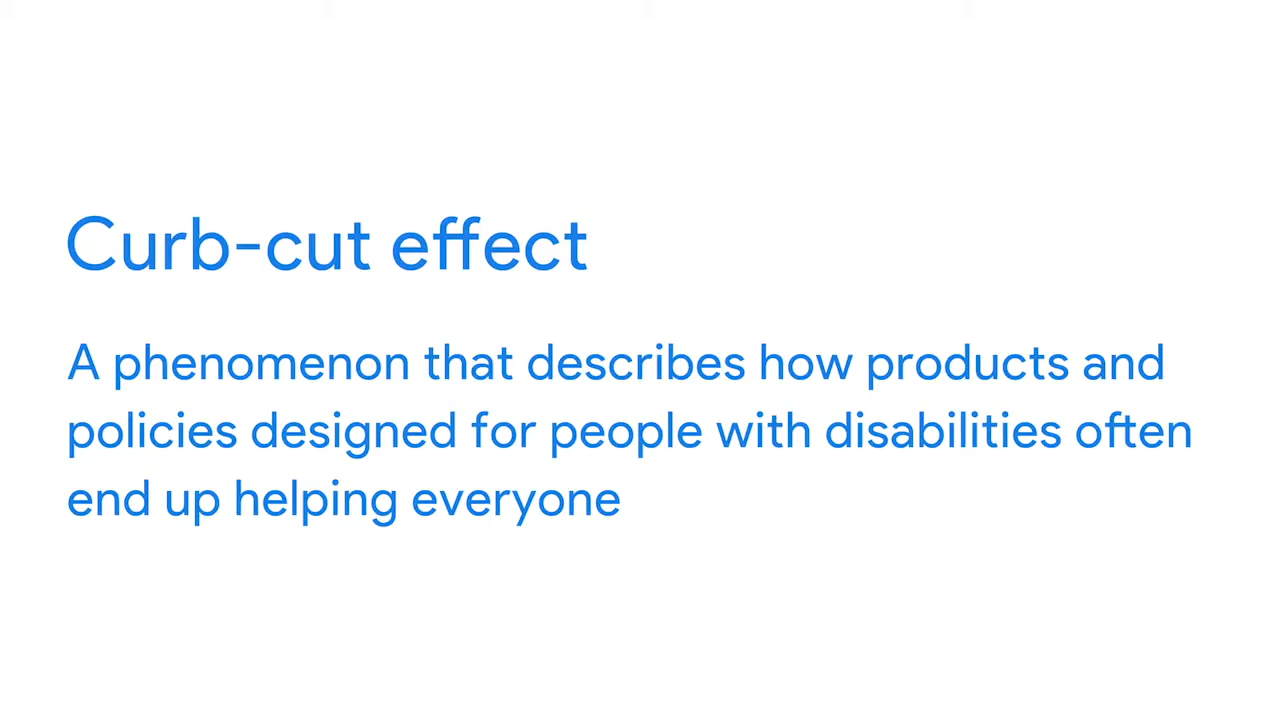 Curb-cut effect
A phenomenon that describes how products and
policies designed for people with disabilities often
end up helping everyone